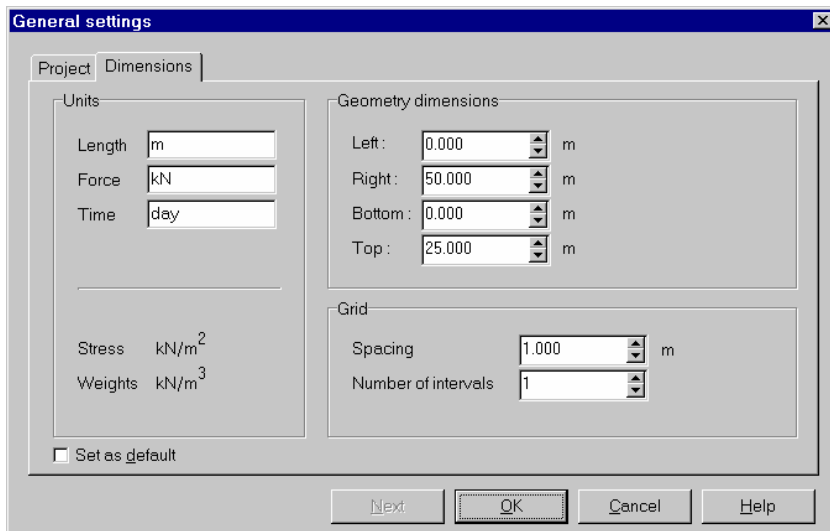 General settings
Project Dimensions
Units
Length m
Force kN
Time day
Stress kN/m²
Weights kN/m³
Geometry dimensions
Left : 0.000 m
Right : 50.000 m
Bottom : 0.000 m
Top : 25.000 m
Grid
Spacing 1.000 m
Number of intervals 1
Set as default
Next OK Cancel Help